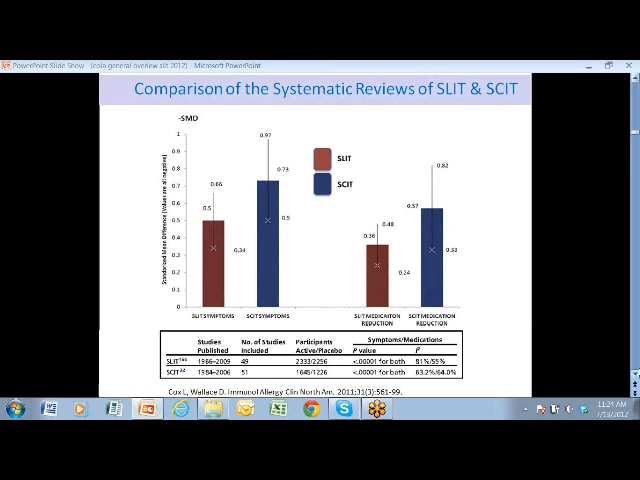 PowerPoint Slide Show - (cola general overiew slit 2012) - Microsoft PowerPoint
Comparison of the Systematic Reviews of SLIT & SCIT
-SMD
Standarized Mean Difference (Values are all negative)
1
0.9
0.8
0.7
0.6
0.5
0.4
0.3
0.2
0.1
0
0.66
0.5
0.34
0.97
0.73
0.5
SLIT
SCIT
0.48
0.36
0.24
0.82
0.57
0.33
SLIT SYMPTOMS
SCIT SYMPTOMS
SLIT MEDICAITON REDUCTION
SCIT MEDICATION REDUCTION
Studies Published
No. of Studies Included
Participants Active/Placebo
Symptoms/Medications
P value
I²
SLIT 1986–2009 49 2333/2256 <.00001 for both 81%/55%
SCIT 1984–2006 51 1645/1226 <.00001 for both 63.2%/64.0%
Cox L, Wallace D. Immunol Allergy Clin North Am. 2011;31(3):561-99.
11:24 AM
7/13/2012